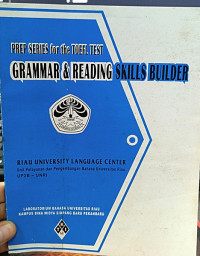 PREP SERIES for the TOEFL TEST
GRAMMAR & READING SKILLS BUILDER
RIAU UNIVERSITY LANGUAGE CENTER
Unit Pelayanan dan Pengembangan Bahasa Universitas Riau
UP2B - UNRI
LABORATORIUM BAHASA UNIVERSITAS RIAU
KAMPUS BINA WIDYA SIMPANG BARU PEKANBARU